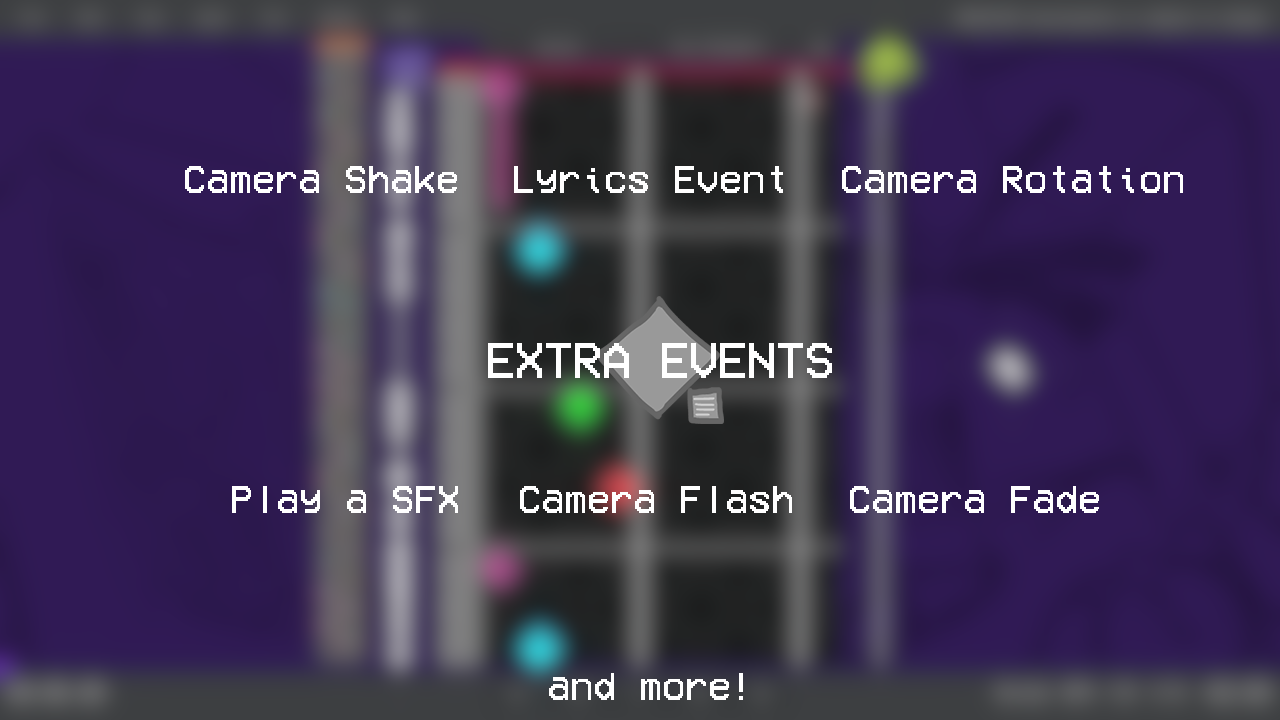 Camera Shake Lyrics Event Camera Rotation
EXTRA EVENTS
Play a SFX Camera Flash Camera Fade
and more!